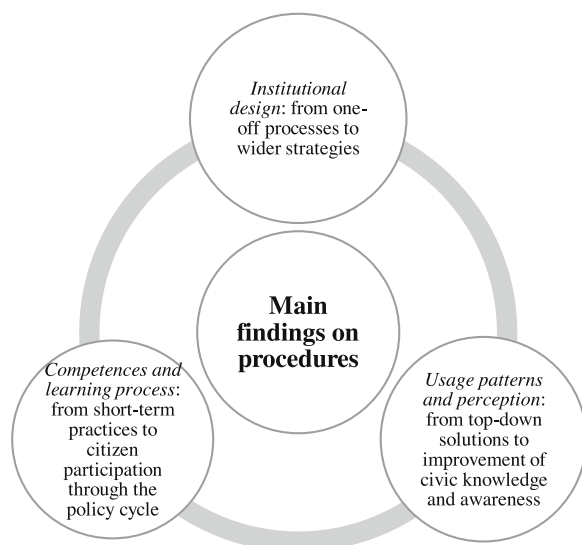 Institutional
design: from one-
off processes to
wider strategies
Main
findings on
procedures
Competences and
learning process:
from short-term
practices to
citizen
participation
through the
policy cycle
Usage patterns
and perception:
from top-down
solutions to
improvement of
civic knowledge
and awareness